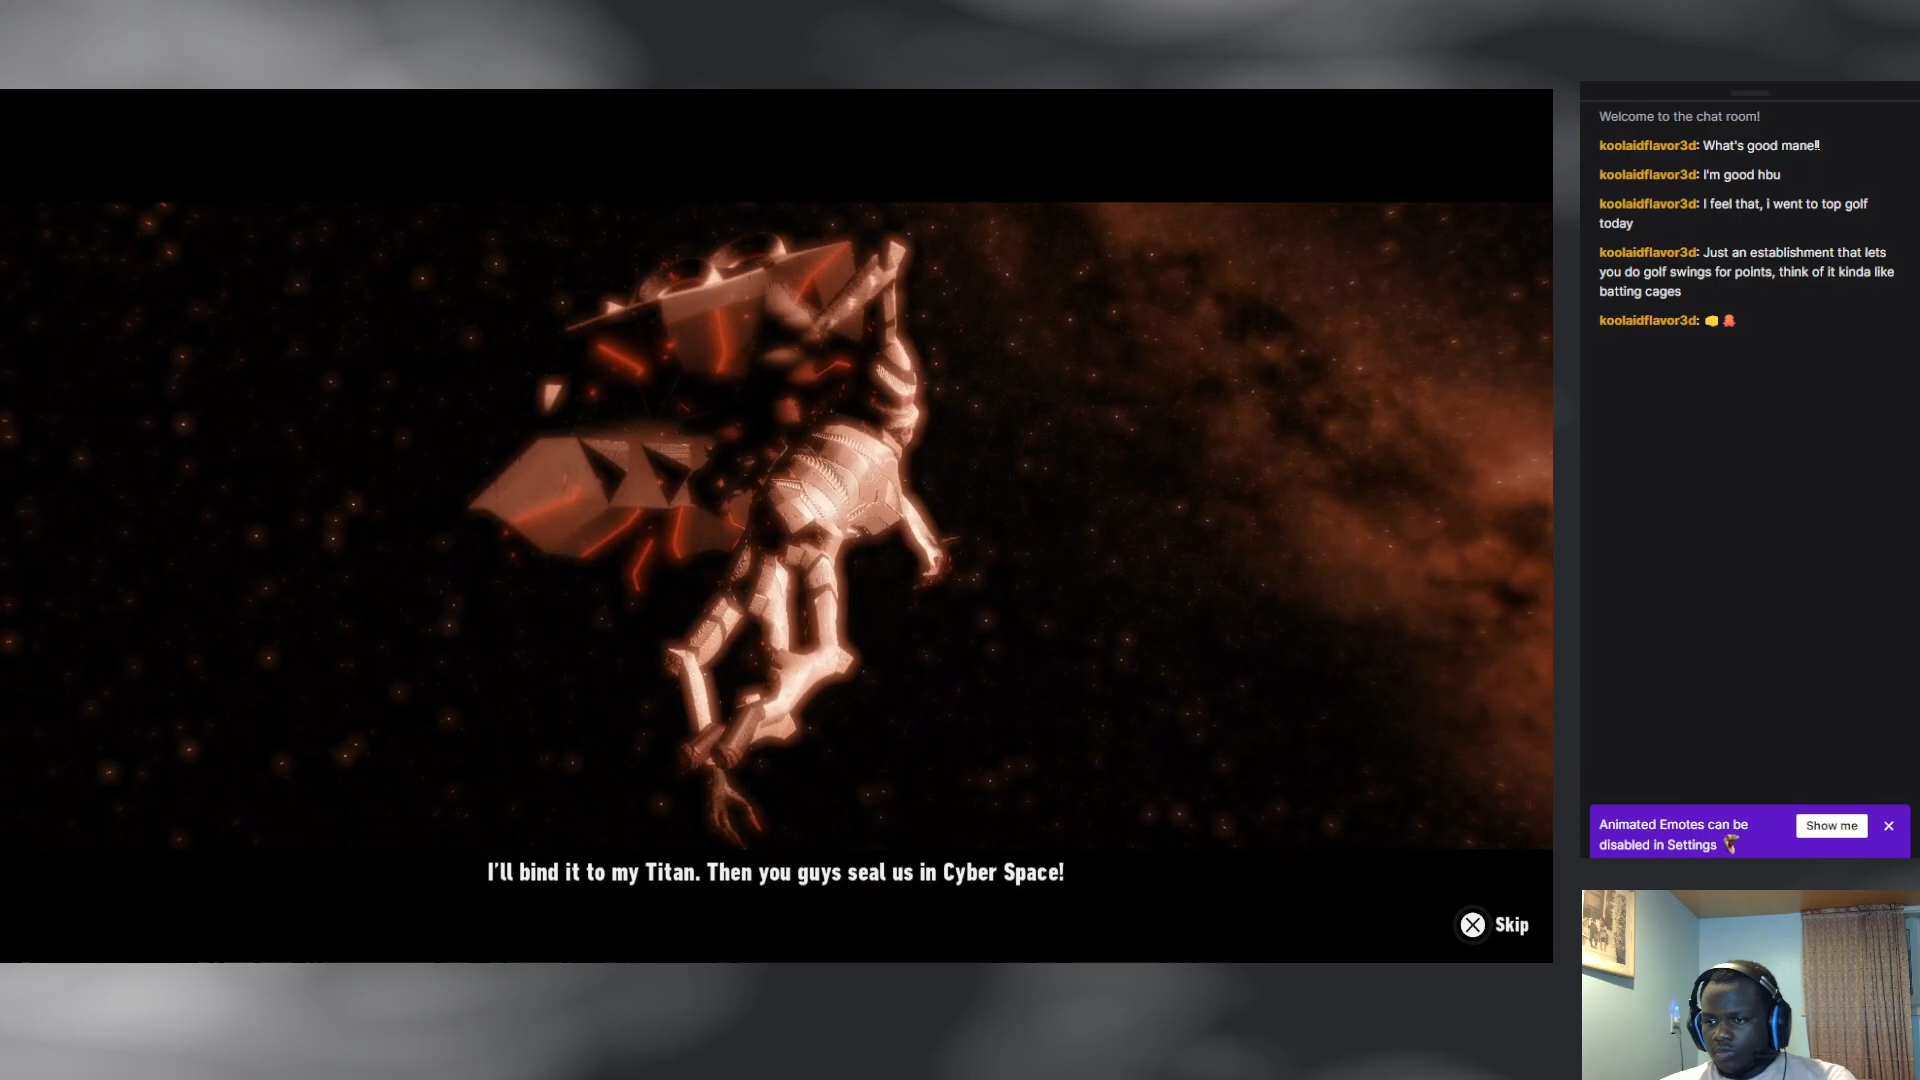 Welcome to the chat room!
koolaidflavor3d: What's good mane!!
koolaidflavor3d: I'm good hbu
koolaidflavor3d: I feel that, i went to top golf
today
koolaidflavor3d: Just an establishment that lets
you do golf swings for points, think of it kinda like
batting cages
koolaidflavor3d:
Animated Emotes can be
disabled in Settings
Show me
I'll bind it to my Titan. Then you guys seal us in Cyber Space!
Skip